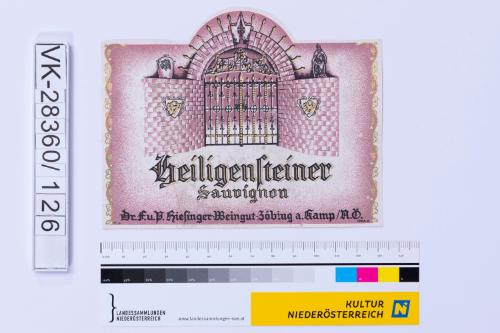 VK-28360/126
Heiligensteiner
Sauvignon
Dr.F.u.P. Hiesinger-Weingut-Zöbing a. Kamp/N.Ö.
LANDESSAMMLUNGEN
NIEDERÖSTERREICH
www.landessammlungen-noe.at
KULTUR
NIEDERÖSTERREICH